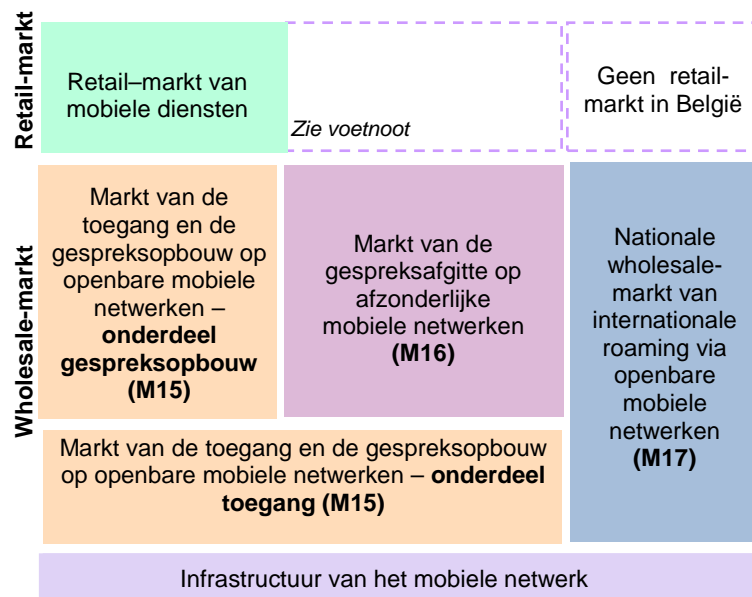 Retail-markt
Retail–markt van
mobiele diensten
Zie voetnoot
Geen retail-
markt in België
Wholesale-markt
Markt van de
toegang en de
gespreksopbouw op
openbare mobiele
netwerken –
onderdeel
gespreksopbouw
(M15)
Markt van de
gespreksafgitte op
afzonderlijke
mobiele netwerken
(M16)
Nationale
wholesale-
markt van
internationale
roaming via
openbare
mobiele
netwerken
(M17)
Markt van de toegang en de gespreksopbouw
op openbare mobiele netwerken – onderdeel
toegang (M15)
Infrastructuur van het mobiele netwerk